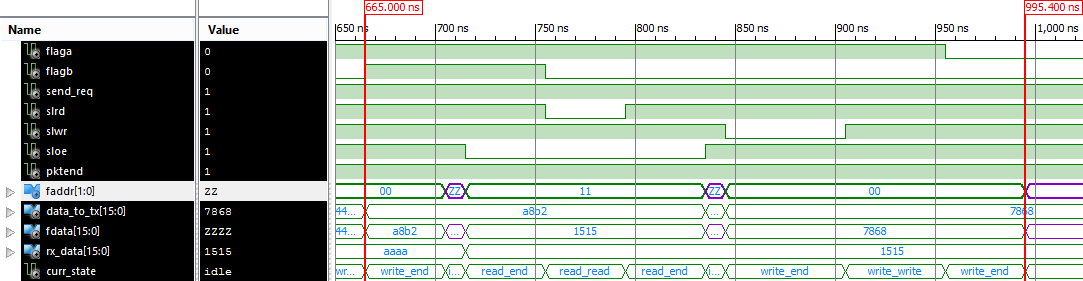 665.000 ns 995.400 ns
Name Value 650 ns 700 ns 750 ns 800 ns 850 ns 900 ns 950 ns 1,000 ns
flaga 0
flagb 0
send_req 1
slrd 1
slwr 1
sloe 1
pktend 1
faddr[1:0] ZZ 00 ZZ 11 ZZ 00
data_to_tx[15:0] 7868 44... a8b2 ... 7868
fdata[15:0] ZZZZ 44... a8b2 ... 1515 ... 7868
rx_data[15:0] 1515 aaaa 1515
curr_state idle wr... write_end i... read_end read_read read_end i... write_end write_write write_end